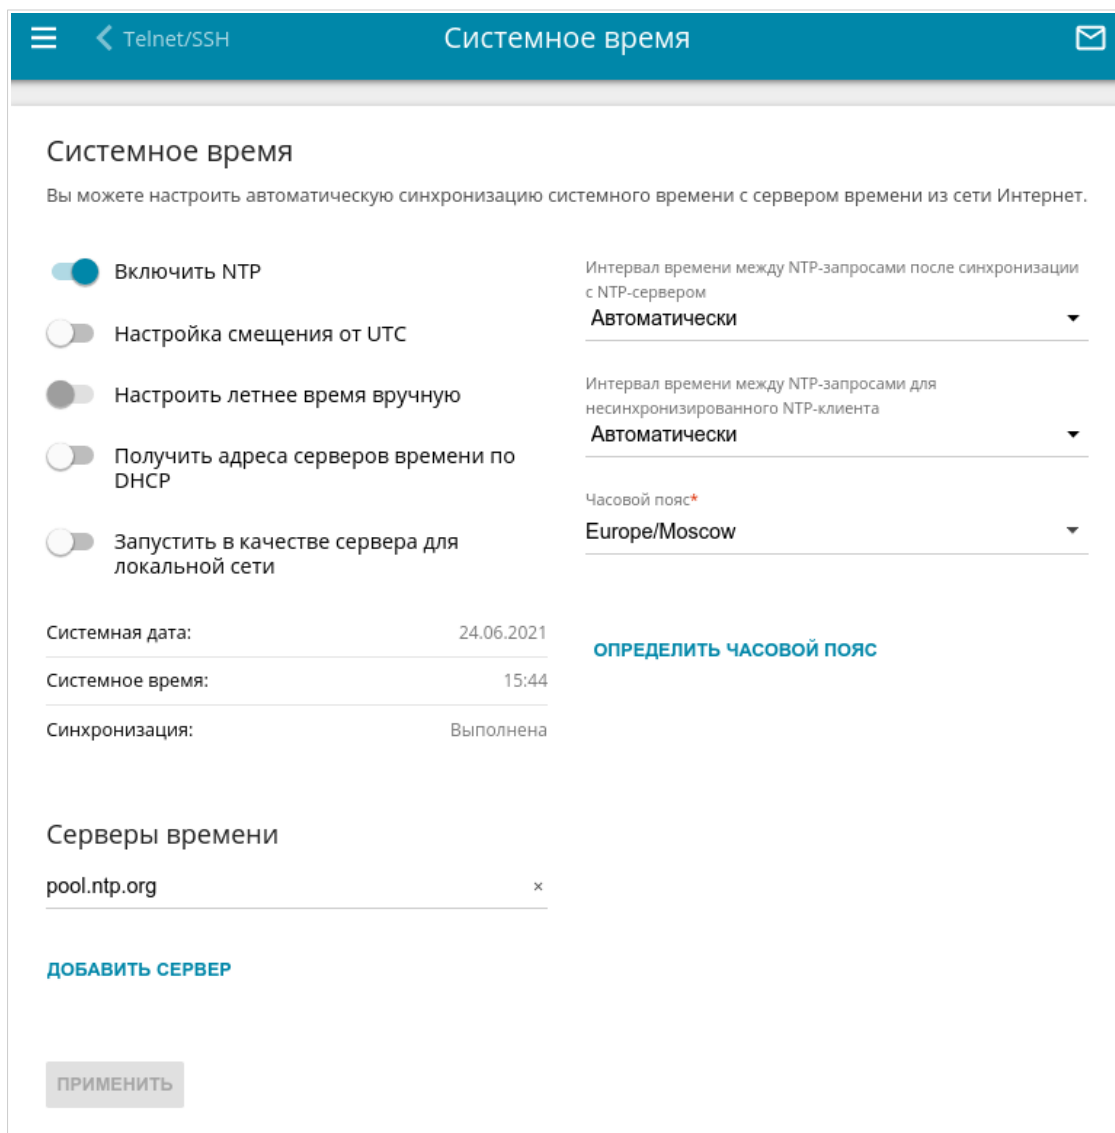 Telnet/SSH
Системное время
Системное время
Вы можете настроить автоматическую синхронизацию системного времени с сервером времени из сети Интернет.
Включить NTP
Настройка смещения от UTC
Настроить летнее время вручную
Получить адреса серверов времени по
DHCP
Запустить в качестве сервера для
локальной сети
Интервал времени между NTP-запросами после синхронизации
с NTP-сервером
Автоматически
Интервал времени между NTP-запросами для
несинхронизированного NTP-клиента
Автоматически
Часовой пояс*
Europe/Moscow
Системная дата: 24.06.2021
Системное время: 15:44
Синхронизация: Выполнена
ОПРЕДЕЛИТЬ ЧАСОВОЙ ПОЯС
Серверы времени
pool.ntp.org ×
ДОБАВИТЬ СЕРВЕР
ПРИМЕНИТЬ